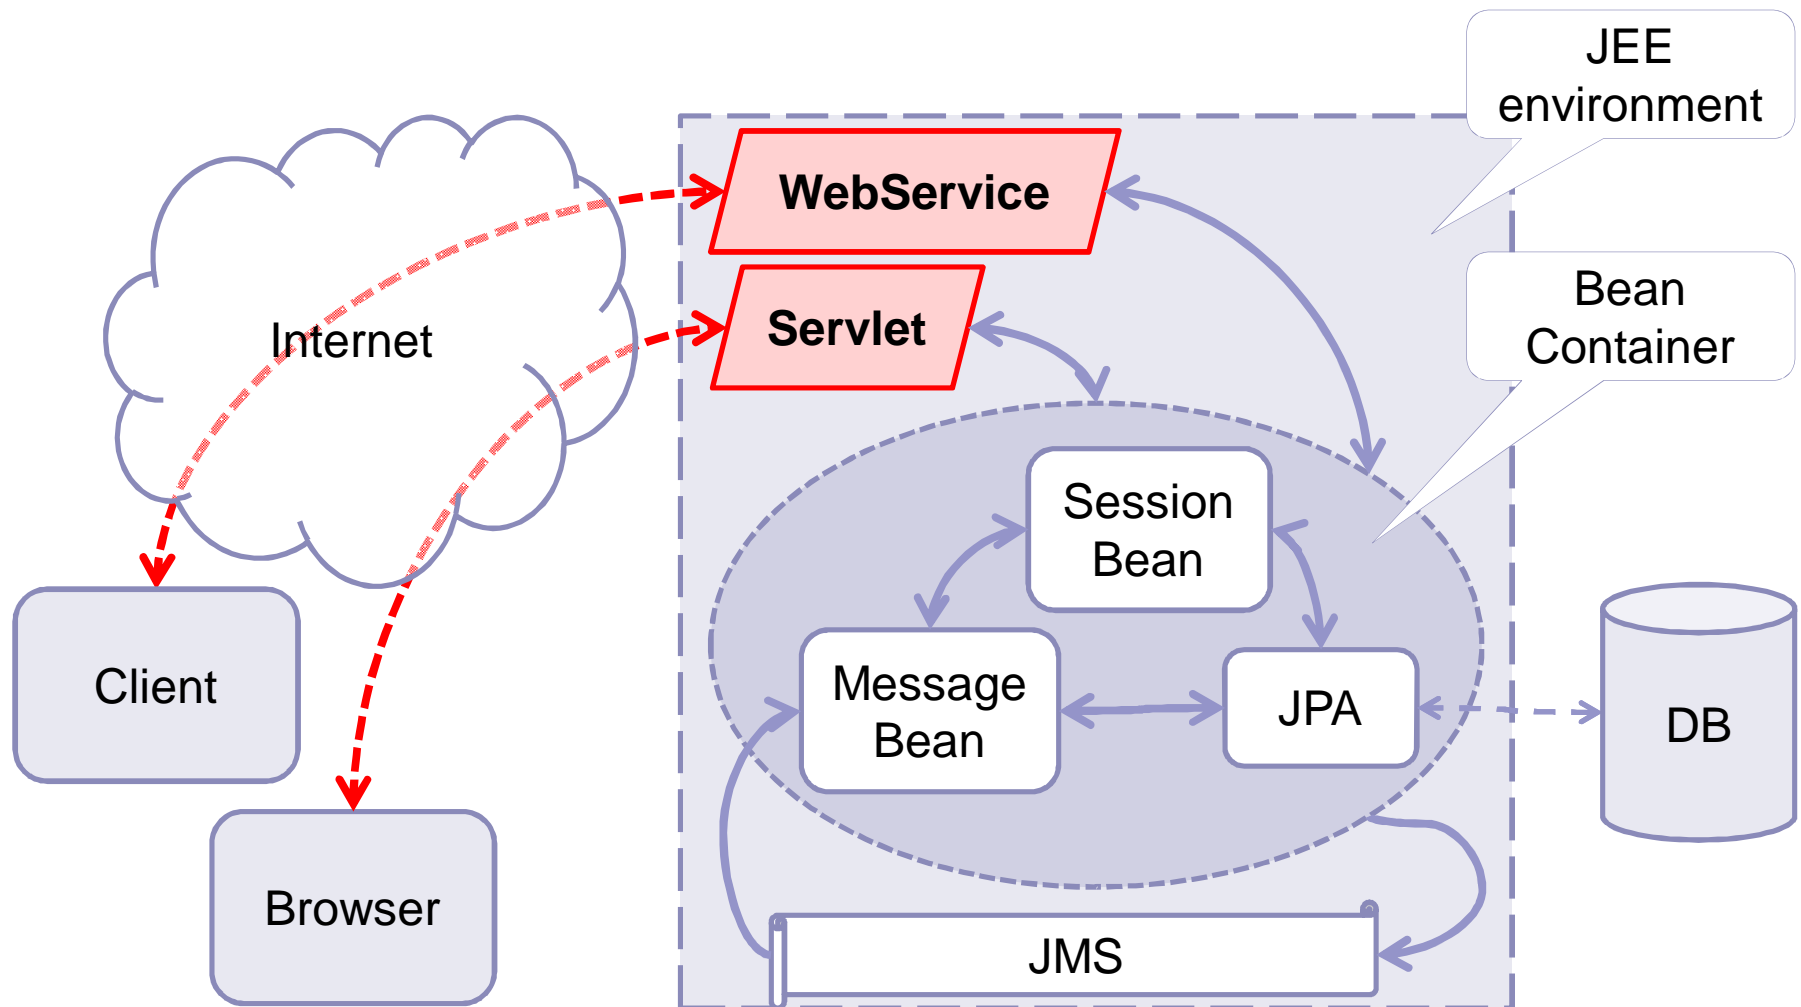 JEE
environment
WebService
Bean
Container
Servlet
Internet
Session
Bean
Client
Message
Bean
JPA
DB
Browser
JMS